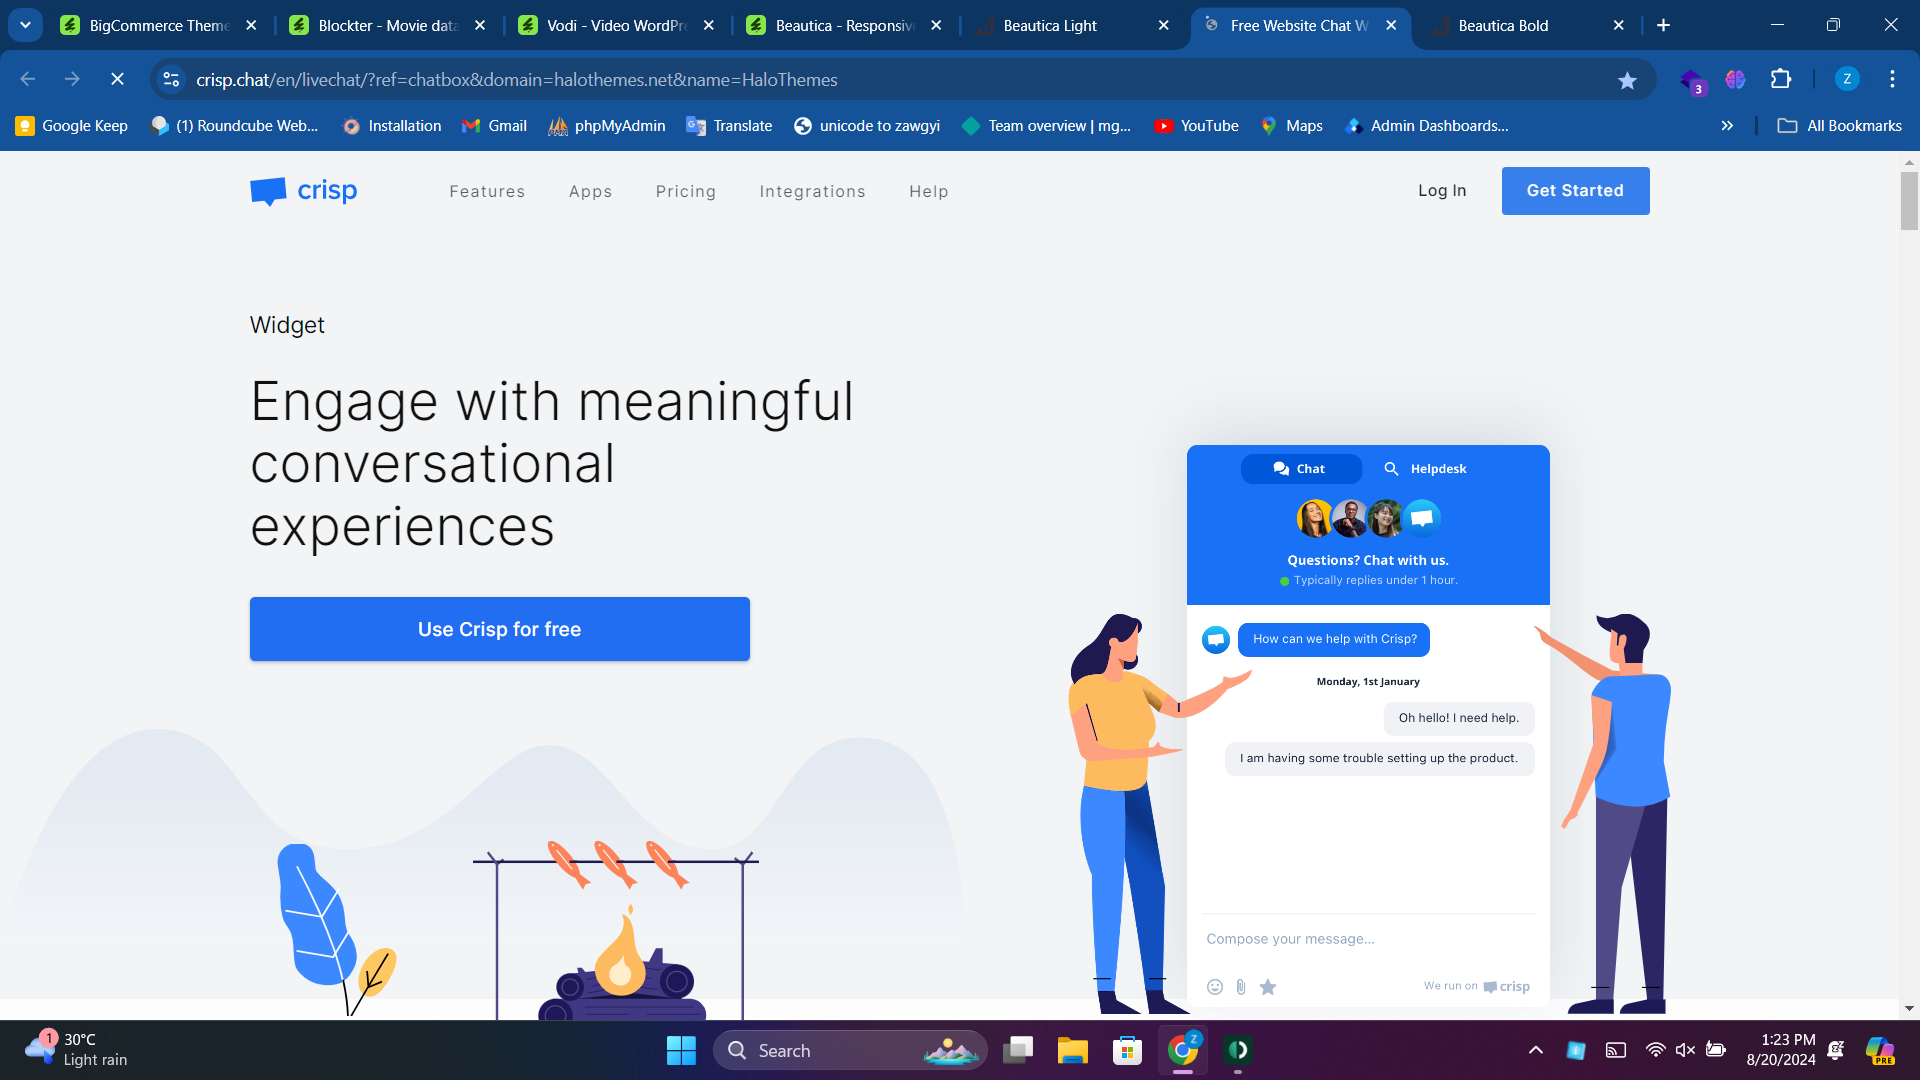 BigCommerce Theme
Blockter - Movie data
Vodi - Video WordPre
Beautica - Responsiv
Beautica Light
Free Website Chat W
Beautica Bold
crisp.chat/en/livechat/?ref=chatbox&domain=halothemes.net&name=HaloThemes
3
Z
Google Keep
(1) Roundcube Web...
Installation
Gmail
phpMyAdmin
Translate
unicode to zawgyi
Team overview | mg...
YouTube
Maps
Admin Dashboards...
All Bookmarks
crisp
Features
Apps
Pricing
Integrations
Help
Log In
Get Started
Widget
Engage with meaningful
conversational
experiences
Use Crisp for free
Chat
Helpdesk
Questions? Chat with us.
Typically replies under 1 hour.
How can we help with Crisp?
Monday, 1st January
Oh hello! I need help.
I am having some trouble setting up the product.
Compose your message...
We run on crisp
1
30°C
Light rain
Search
Z
1:23 PM
8/20/2024
PRE